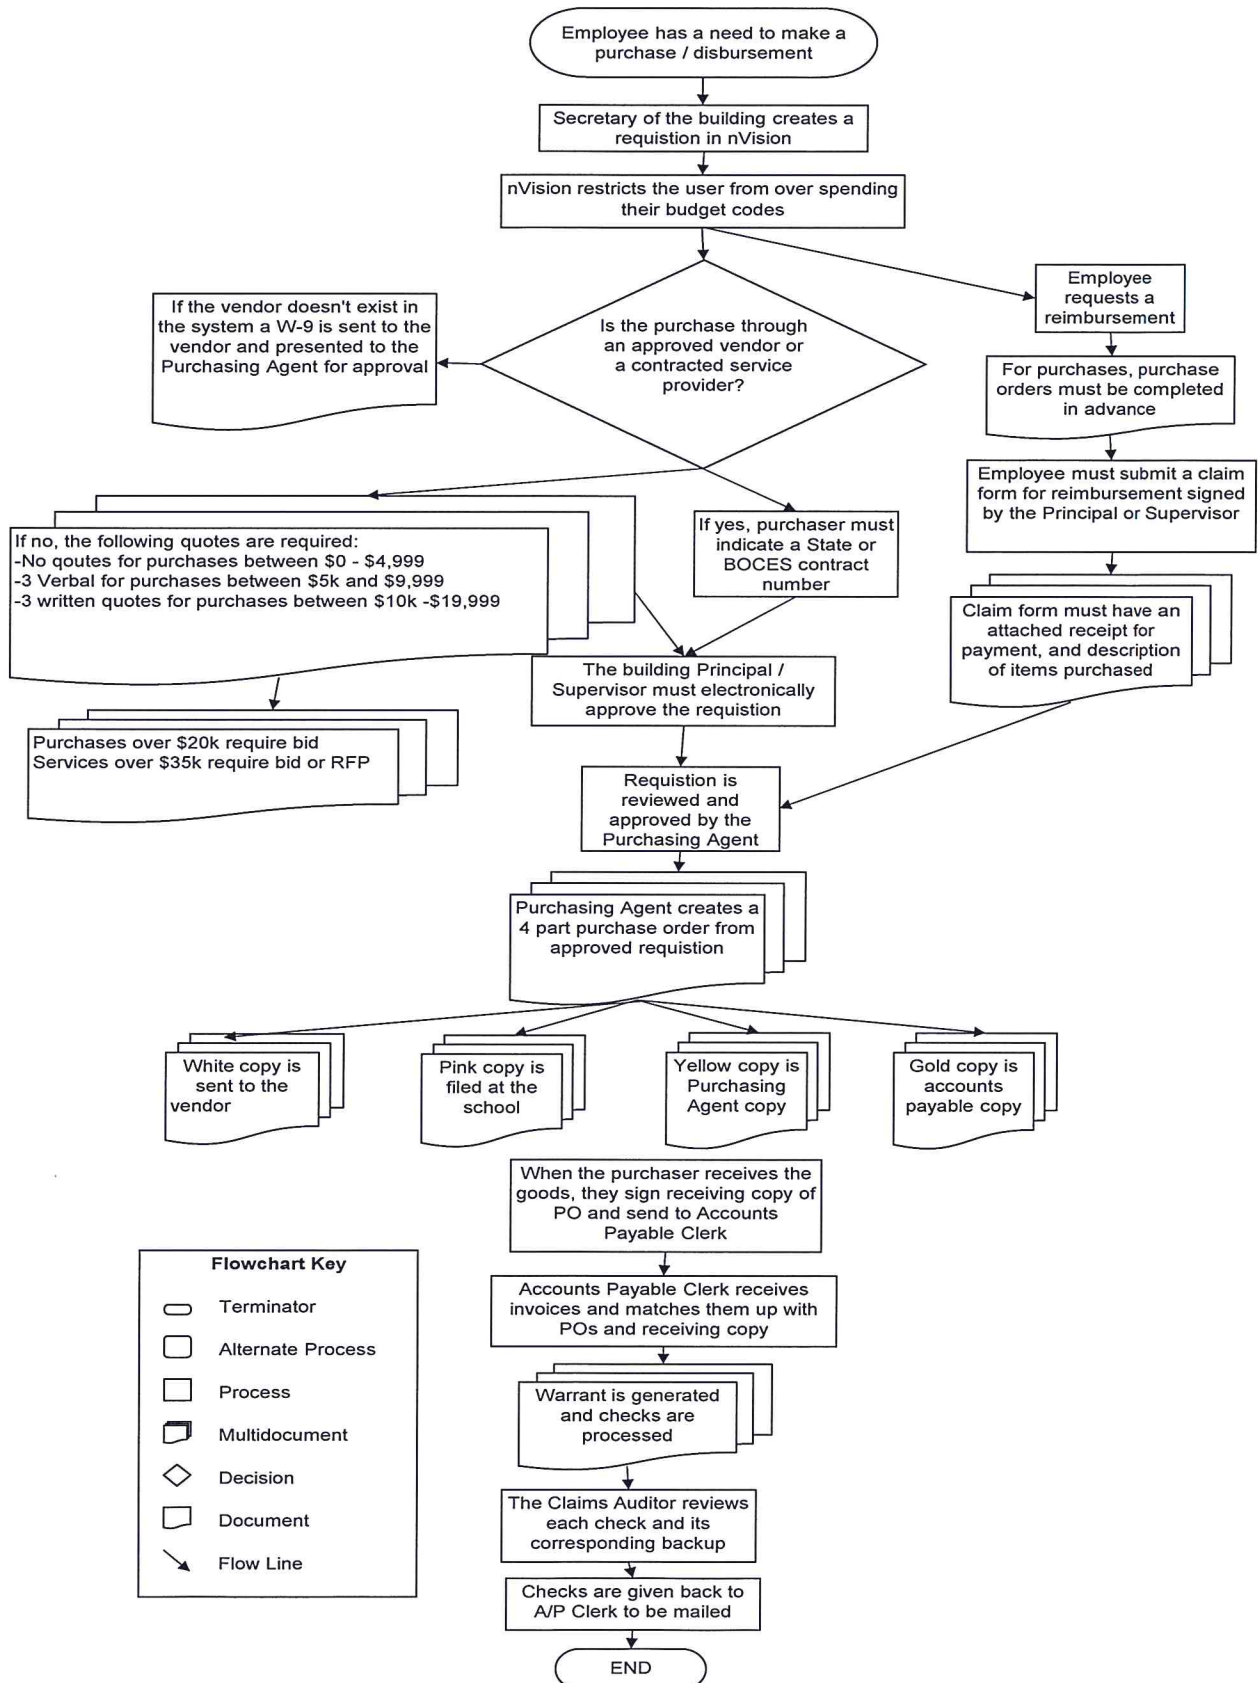 Employee has a need to make a
purchase / disbursement
Secretary of the building creates a
requistion in nVision
nVision restricts the user from over spending
their budget codes
If the vendor doesn't exist in
the system a W-9 is sent to the
vendor and presented to the
Purchasing Agent for approval
Is the purchase through
an approved vendor or
a contracted service
provider?
Employee
requests a
reimbursement
For purchases, purchase
orders must be completed
in advance
Employee must submit a claim
form for reimbursement signed
by the Principal or Supervisor
If no, the following quotes are required:
-No qoutes for purchases between $0 - $4,999
-3 Verbal for purchases between $5k and $9,999
-3 written quotes for purchases between $10k -$19,999
If yes, purchaser must
indicate a State or
BOCES contract
number
Claim form must have an
attached receipt for
payment, and description
of items purchased
The building Principal /
Supervisor must electronically
approve the requistion
Purchases over $20k require bid
Services over $35k require bid or RFP
Requistion is
reviewed and
approved by the
Purchasing Agent
Purchasing Agent creates a
4 part purchase order from
approved requistion
White copy is
sent to the
vendor
Pink copy is
filed at the
school
Yellow copy is
Purchasing
Agent copy
Gold copy is
accounts
payable copy
When the purchaser receives the
goods, they sign receiving copy of
PO and send to Accounts
Payable Clerk
Accounts Payable Clerk receives
invoices and matches them up with
POs and receiving copy
Warrant is generated
and checks are
processed
The Claims Auditor reviews
each check and its
corresponding backup
Checks are given back to
A/P Clerk to be mailed
END
Flowchart Key
Terminator
Alternate Process
Process
Multidocument
Decision
Document
Flow Line